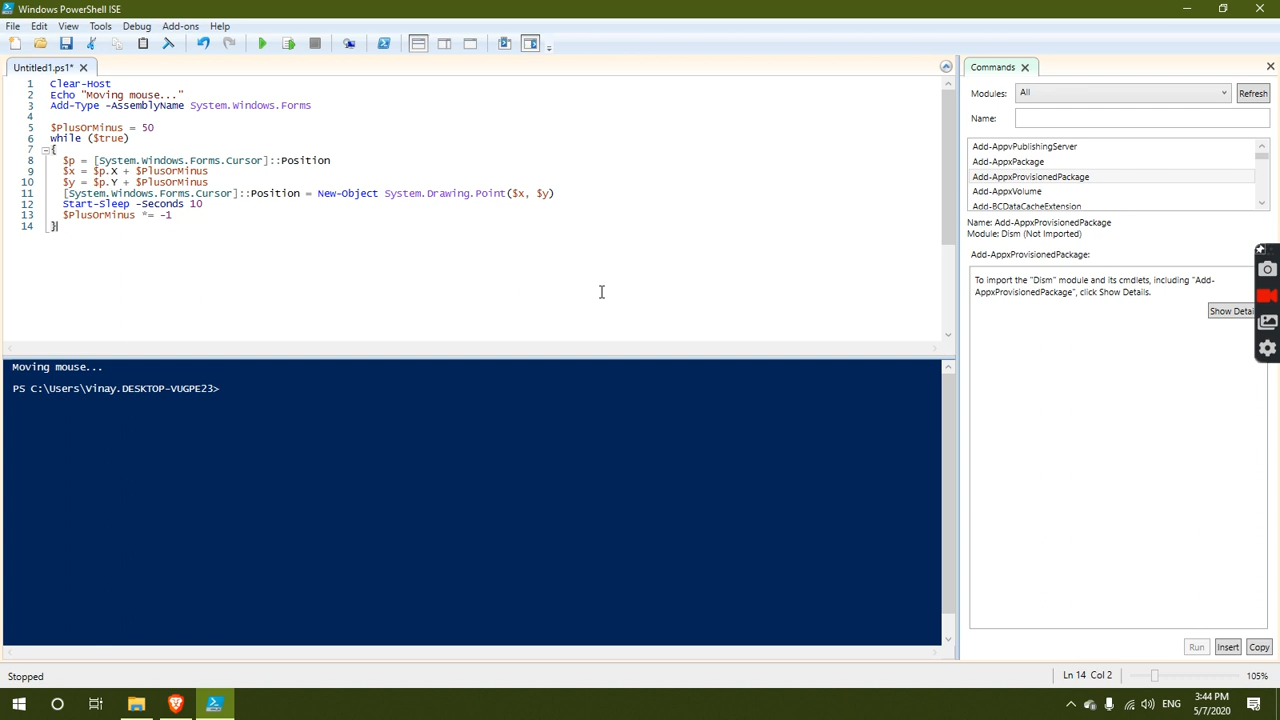 Windows PowerShell ISE
File Edit View Tools Debug Add-ons Help
Untitled1.ps1*
1 Clear-Host
2 Echo "Moving mouse..."
3 Add-Type -AssemblyName System.Windows.Forms
4
5 $PlusOrMinus = 50
6 while ($true)
7 {
8 $p = [System.Windows.Forms.Cursor]::Position
9 $x = $p.X + $PlusOrMinus
10 $y = $p.Y + $PlusOrMinus
11 [System.Windows.Forms.Cursor]::Position = New-Object System.Drawing.Point($x, $y)
12 Start-Sleep -Seconds 10
13 $PlusOrMinus *= -1
14 }
Moving mouse...
PS C:\Users\Vinay.DESKTOP-VUGPE23>
Stopped
Ln 14 Col 2
105%
Commands
Modules: All Refresh
Name:
Add-AppvPublishingServer
Add-AppxPackage
Add-AppxProvisionedPackage
Add-AppxVolume
Add-BCDataCacheExtension
Name: Add-AppxProvisionedPackage
Module: Dism (Not Imported)
Add-AppxProvisionedPackage:
To import the "Dism" module and its cmdlets, including "Add-
AppxProvisionedPackage", click Show Details.
Show Detai
Run Insert Copy
ENG
3:44 PM
5/7/2020